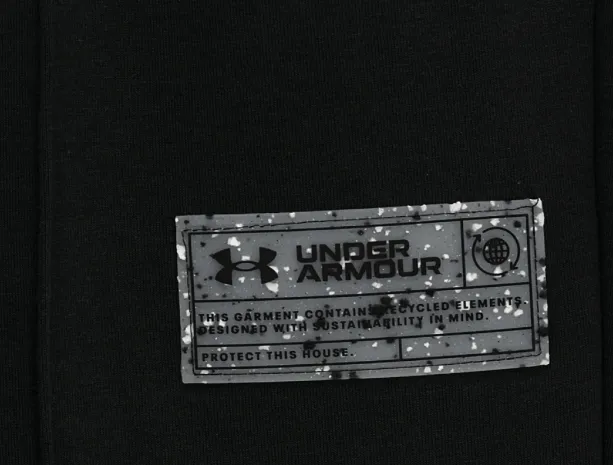 UNDER
ARMOUR
THIS GARMENT CONTAINS RECYCLED ELEMENTS.
DESIGNED WITH SUSTAINABILITY IN MIND.
PROTECT THIS HOUSE.